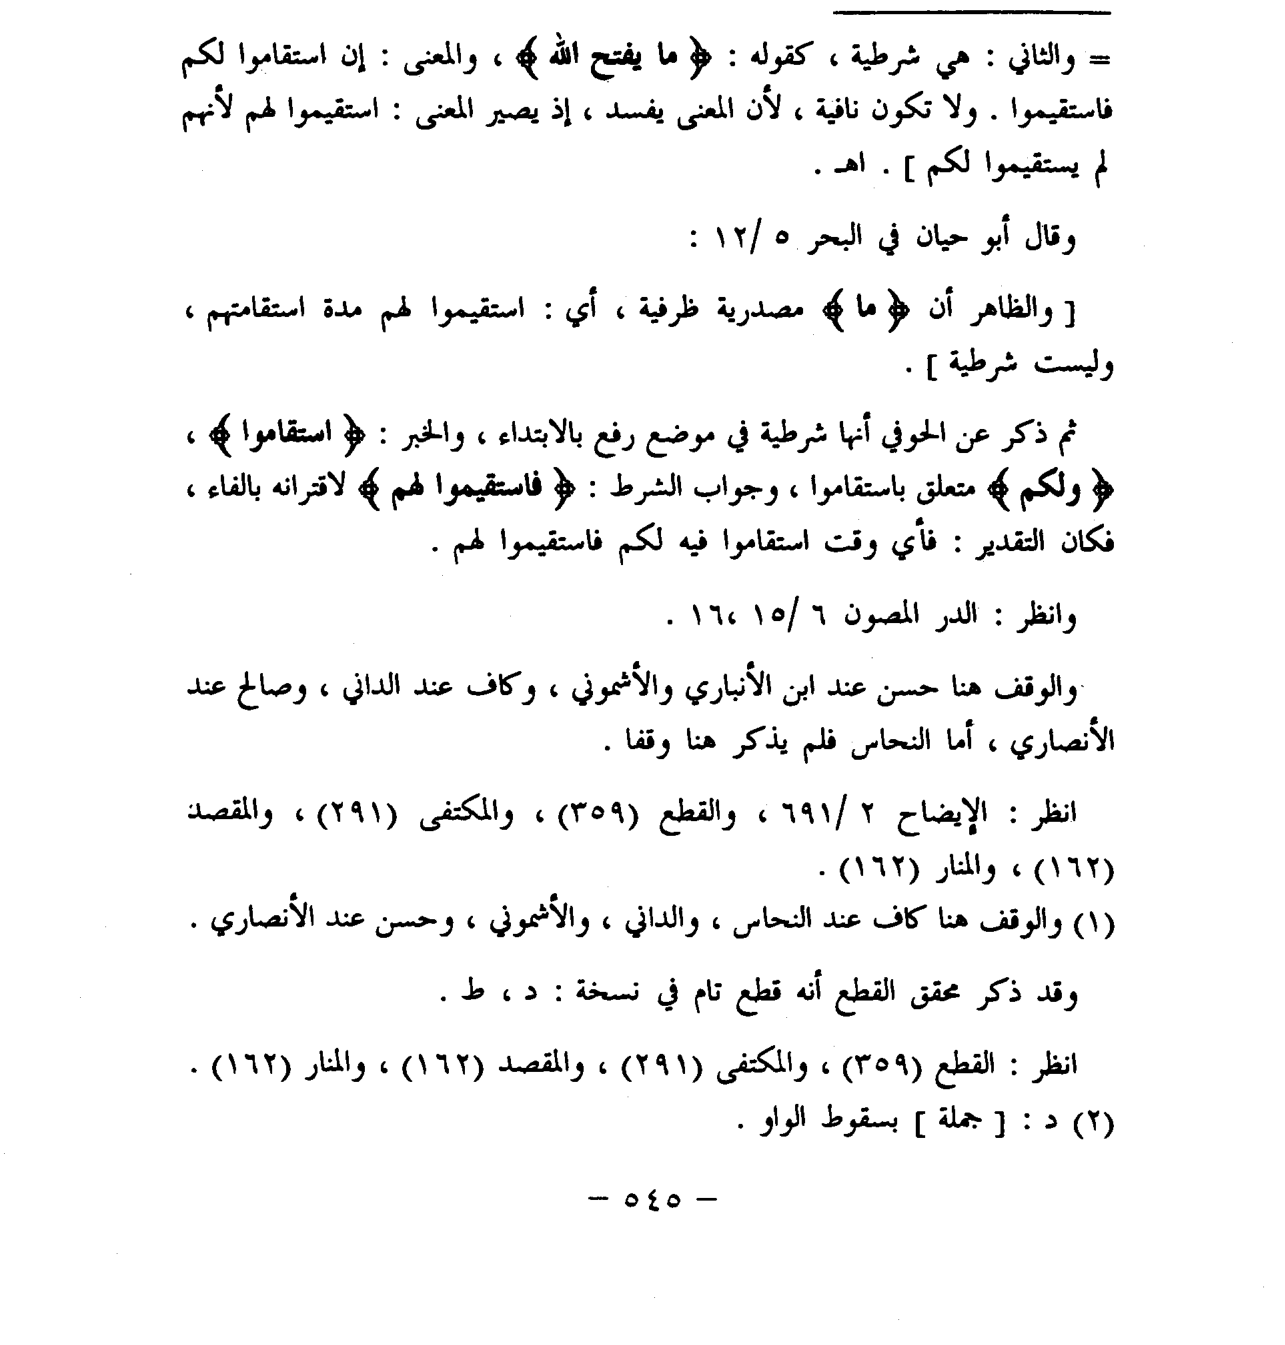 = والثاني : هي شرطية ، كقوله : ﴿ ما يفتح الله ﴾ ، والمعنى : إن استقاموا لكم
فاستقيموا . ولا تكون نافية ، لأن المعنى يفسد ، إذ يصير المعنى : استقيموا لهم لأنهم
لم يستقيموا لكم ] . اهـ .
وقال أبو حيان في البحر ٥ /١٢ :
[ والظاهر أن ﴿ ما ﴾ مصدرية ظرفية ، أي : استقيموا لهم مدة استقامتهم ،
وليست شرطية ] .
ثم ذكر عن الحوفي أنها شرطية في موضع رفع بالابتداء ، والخبر : ﴿ استقاموا ﴾ ،
﴿ ولكم ﴾ متعلق باستقاموا ، وجواب الشرط : ﴿ فاستقيموا لهم ﴾ لاقترانه بالفاء ،
فكان التقدير : فأي وقت استقاموا فيه لكم فاستقيموا لهم .
وانظر : الدر المصون ٦ /١٥ ،١٦ .
والوقف هنا حسن عند ابن الأنباري والأشموني ، وكاف عند الداني ، وصالح عند
الأنصاري ، أما النحاس فلم يذكر هنا وقفا .
انظر : الإيضاح ٢ /٦٩١ ، والقطع (٣٥٩) ، والمكتفى (٢٩١) ، والمقصد
(١٦٢) ، والمنار (١٦٢) .
(١) والوقف هنا كاف عند النحاس ، والداني ، والأشموني ، وحسن عند الأنصاري .
وقد ذكر محقق القطع أنه قطع تام في نسخة : د ، ط .
انظر : القطع (٣٥٩) ، والمكتفى (٢٩١) ، والمقصد (١٦٢) ، والمنار (١٦٢) .
(٢) د : [ جملة ] بسقوط الواو .
– ٥٤٥ –